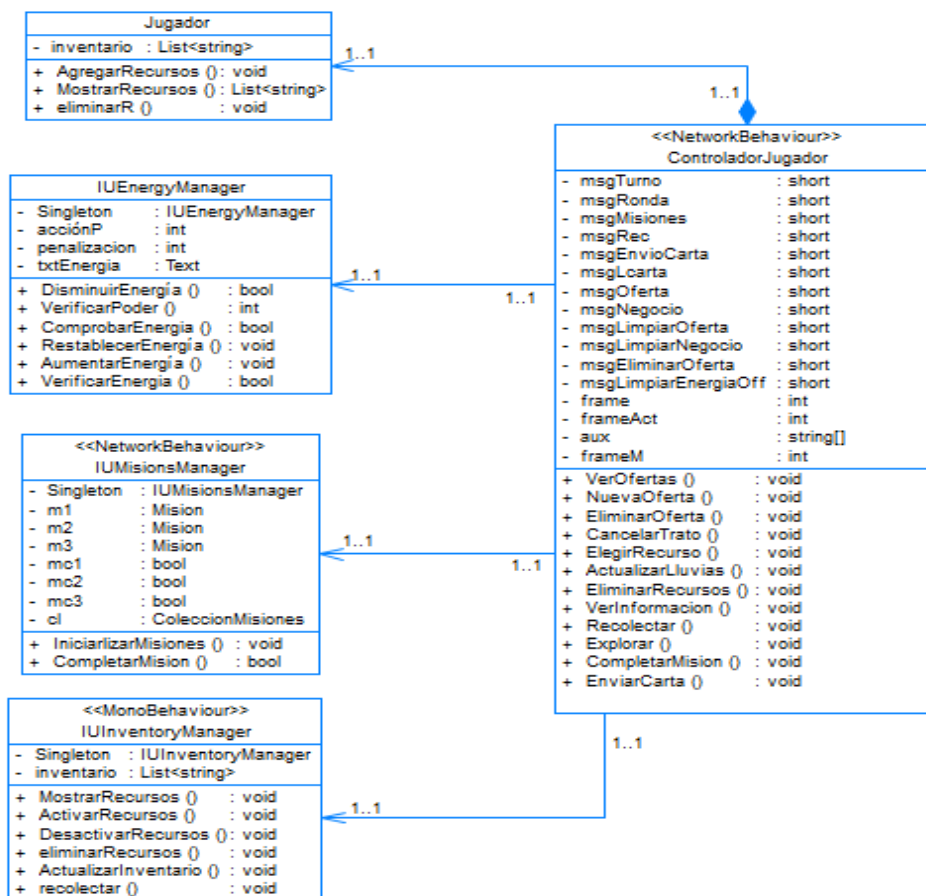 Jugador
- inventario : List<string>
+ AgregarRecursos (): void
+ MostrarRecursos () : List<string>
+ eliminarR () : void
1..1
1..1
IUEnergyManager
- Singleton : IUEnergyManager
- acciónP : int
- penalizacion : int
- txtEnergia : Text
+ DisminuirEnergía () : bool
+ VerificarPoder () : int
+ ComprobarEnergia () : bool
+ RestablecerEnergía () : void
+ AumentarEnergía () : void
+ VerificarEnergia () : bool
1..1
1..1
<<NetworkBehaviour>>
IUMisionsManager
- Singleton : IUMisionsManager
- m1 : Mision
- m2 : Mision
- m3 : Mision
- mc1 : bool
- mc2 : bool
- mc3 : bool
- cl : ColeccionMisiones
+ IniciarlizarMisiones () : void
+ CompletarMision () : bool
1..1
1..1
<<MonoBehaviour>>
IUInventoryManager
- Singleton : IUInventoryManager
- inventario : List<string>
+ MostrarRecursos () : void
+ ActivarRecursos () : void
+ DesactivarRecursos () : void
+ eliminarRecursos () : void
+ ActualizarInventario () : void
+ recolectar () : void
1..1
1..1
<<NetworkBehaviour>>
ControladorJugador
- msgTurno : short
- msgRonda : short
- msgMisiones : short
- msgRec : short
- msgEnvioCarta : short
- msgLcarta : short
- msgOferta : short
- msgNegocio : short
- msgLimpiarOferta : short
- msgLimpiarNegocio : short
- msgEliminarOferta : short
- msgLimpiarEnergiaOff : short
- frame : int
- frameAct : int
- aux : string[]
- frameM : int
+ VerOfertas () : void
+ NuevaOferta () : void
+ EliminarOferta () : void
+ CancelarTrato () : void
+ ElegirRecurso () : void
+ ActualizarLluvias () : void
+ EliminarRecursos () : void
+ VerInformacion () : void
+ Recolectar () : void
+ Explorar () : void
+ CompletarMision () : void
+ EnviarCarta () : void